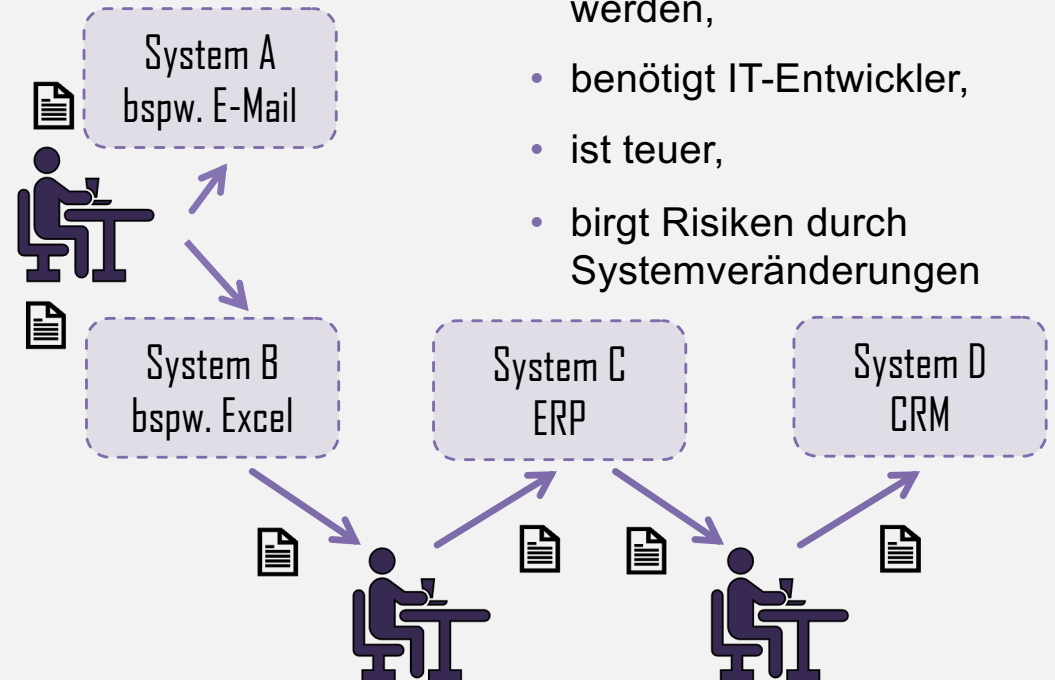 werden,
• benötigt IT-Entwickler,
• ist teuer,
• birgt Risiken durch
Systemveränderungen
System A
bspw. E-Mail
System B
bspw. Excel
System C
ERP
System D
CRM